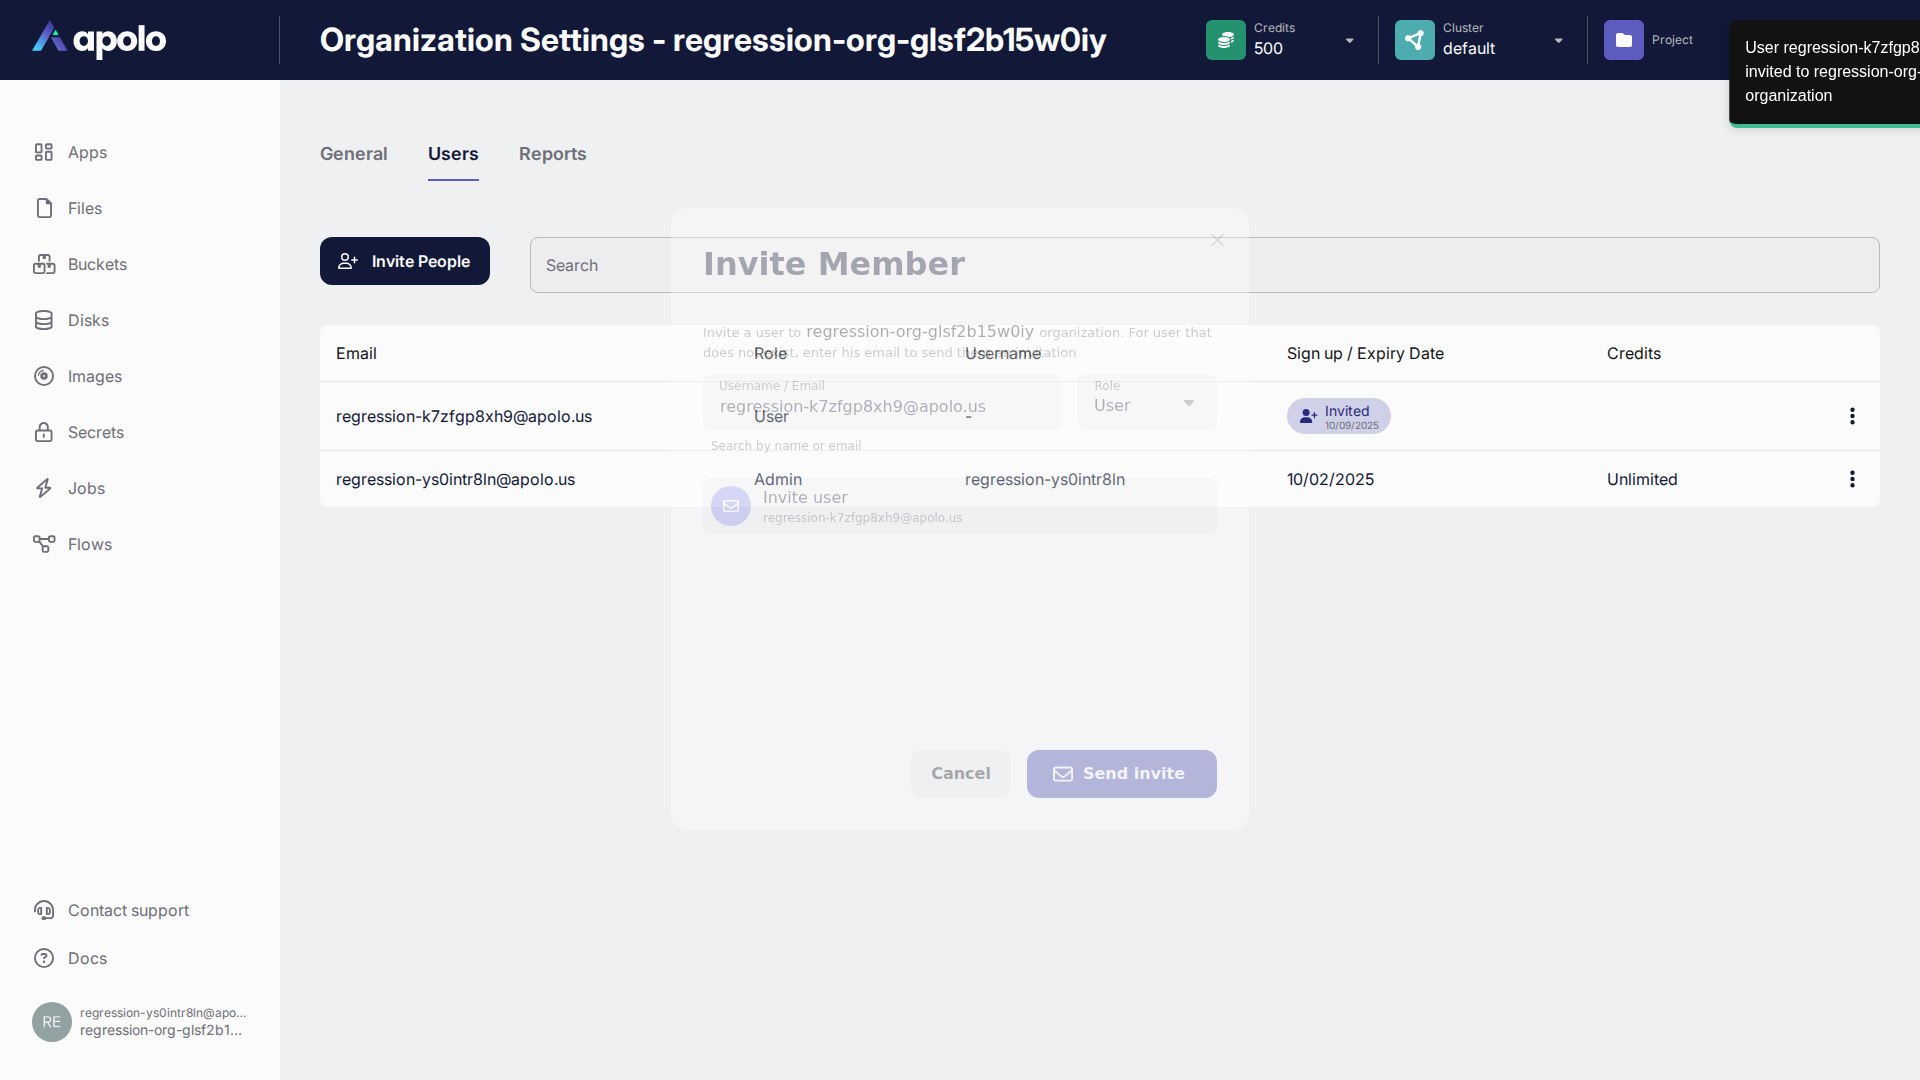 apolo
Organization Settings - regression-org-glsf2b15w0iy
Credits
500
Cluster
default
Project
User regression-k7zfgp8
invited to regression-org-
organization
Apps
Files
Buckets
Disks
Images
Secrets
Jobs
Flows
Contact support
Docs
RE
regression-ys0intr8ln@apo...
regression-org-glsf2b1...
General
Users
Reports
Invite People
Search
Email
Role
Username
Sign up / Expiry Date
Credits
regression-k7zfgp8xh9@apolo.us
User
-
Invited
10/09/2025
regression-ys0intr8ln@apolo.us
Admin
regression-ys0intr8ln
10/02/2025
Unlimited
Invite Member
Invite a user to regression-org-glsf2b15w0iy organization. For user that
does not exist, enter his email to send them an invitation
Username / Email
regression-k7zfgp8xh9@apolo.us
Role
User
Search by name or email
Invite user
regression-k7zfgp8xh9@apolo.us
Cancel
Send invite